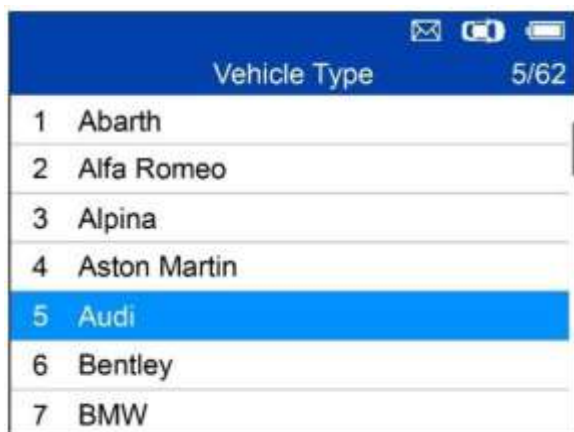 Vehicle Type 5/62
1 Abarth
2 Alfa Romeo
3 Alpina
4 Aston Martin
5 Audi
6 Bentley
7 BMW